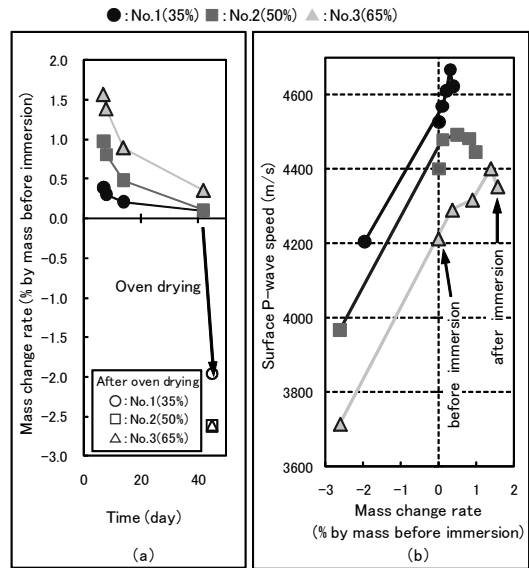 ●:No.1(35%) ■:No.2(50%) ▲:No.3(65%)
Mass change rate (% by mass before immersion)
2.0
1.5
1.0
0.5
0.0
-0.5
-1.0
-1.5
-2.0
-2.5
-3.0
Oven drying
After oven drying
○:No.1(35%)
□:No.2(50%)
△:No.3(65%)
0 20 40
Time (day)
(a)
Surface P-wave speed (m/s)
4600
4400
4200
4000
3800
3600
before immersion
after immersion
-3 -2 -1 0 1 2
Mass change rate
(% by mass before immersion)
(b)